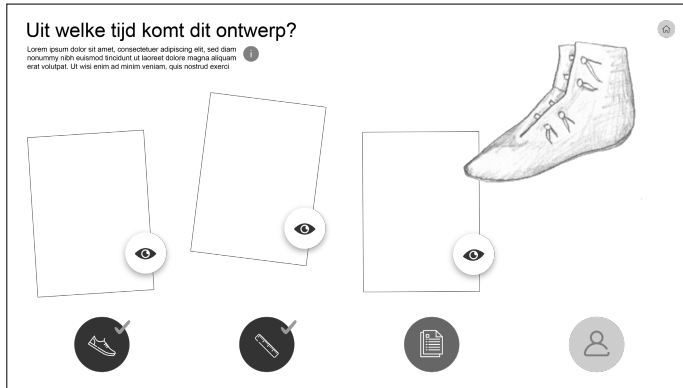 Uit welke tijd komt dit ontwerp?
Lorem ipsum dolor sit amet, consectetuer adipiscing elit, sed diam
nonummy nibh euismod tincidunt ut laoreet dolore magna aliquam
erat volutpat. Ut wisi enim ad minim veniam, quis nostrud exerci
i